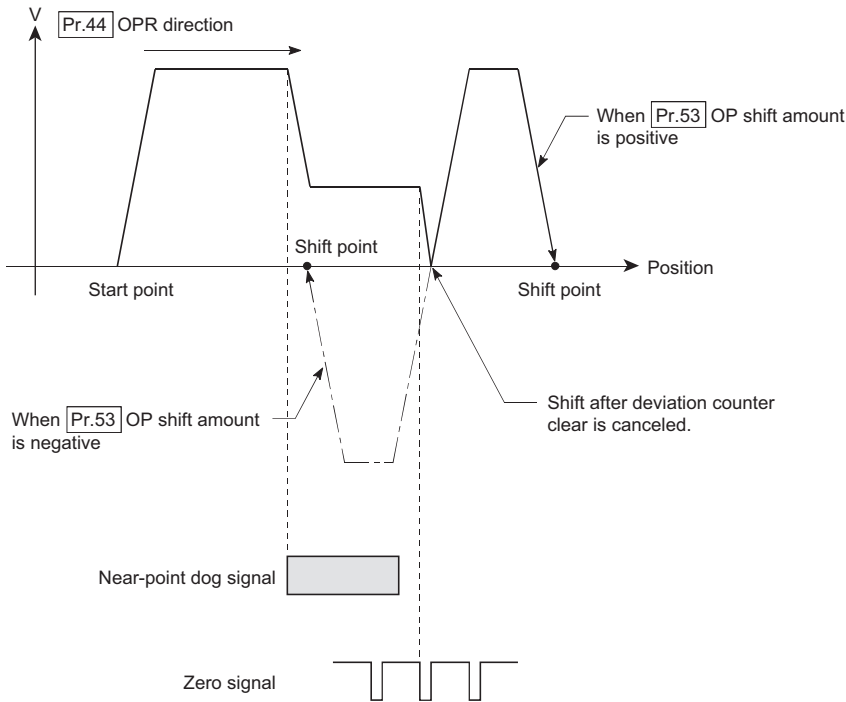 V
Pr.44 OPR direction
When Pr.53 OP shift amount
is positive
Shift point
Position
Start point
Shift point
When Pr.53 OP shift amount
is negative
Shift after deviation counter
clear is canceled.
Near-point dog signal
Zero signal